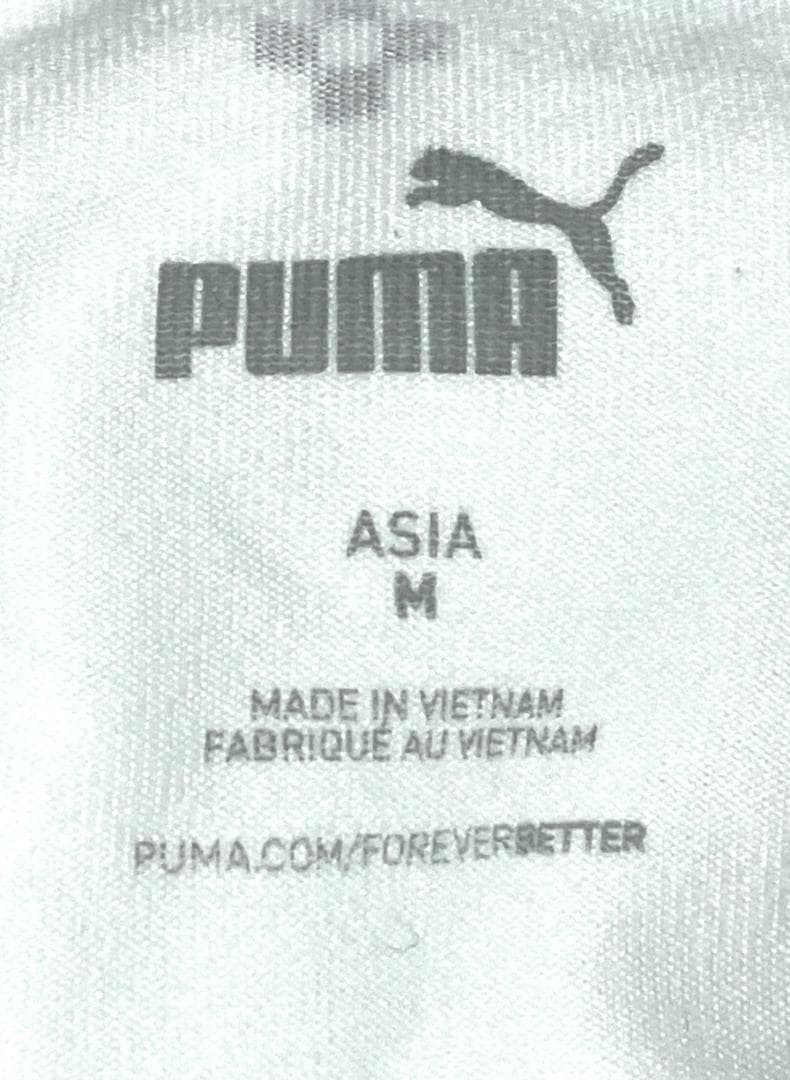 PUMA
ASIA
M
MADE IN VIETNAM
FABRIQUÉ AU VIETNAM
PUMA.COM/FOREVERBETTER